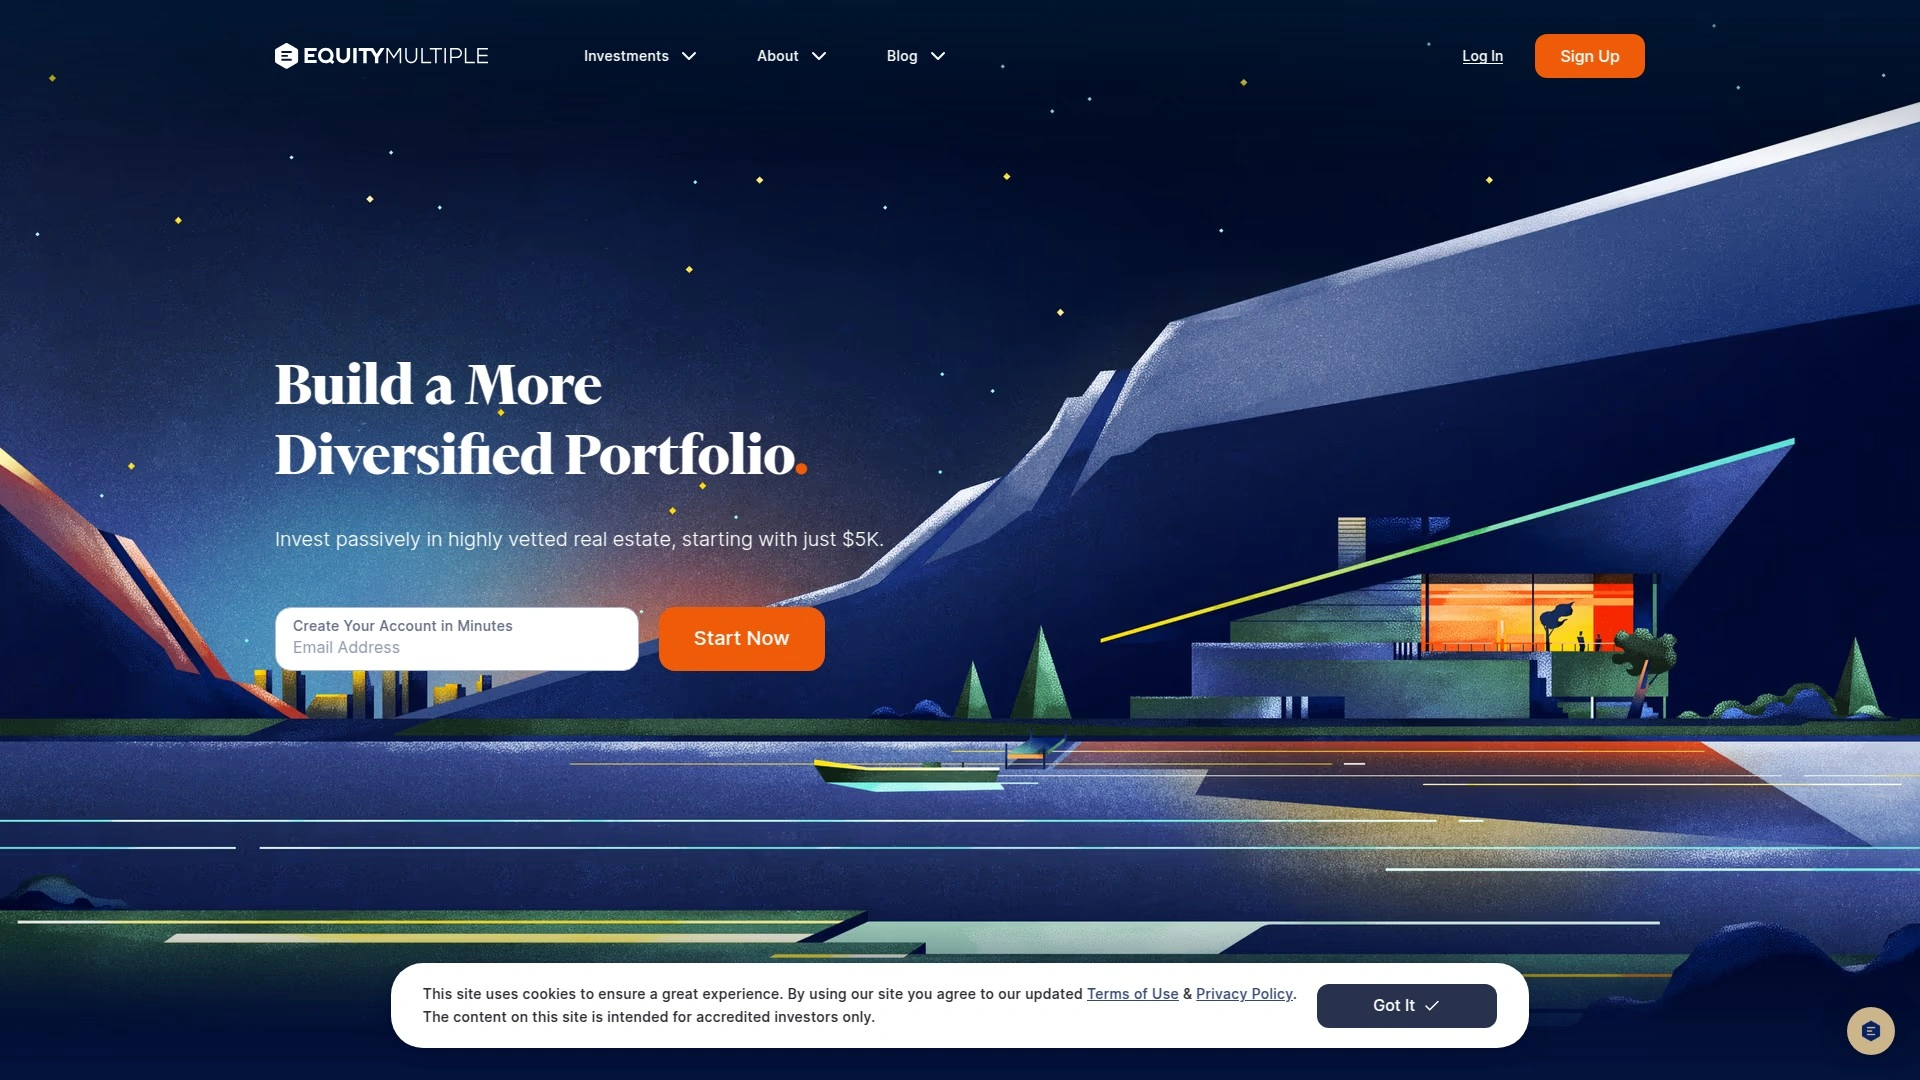 EQUITYMULTIPLE
Investments
About
Blog
Log In
Sign Up
Build a More
Diversified Portfolio.
Invest passively in highly vetted real estate, starting with just $5K.
Create Your Account in Minutes
Email Address
Start Now
This site uses cookies to ensure a great experience. By using our site you agree to our updated Terms of Use & Privacy Policy.
The content on this site is intended for accredited investors only.
Got It